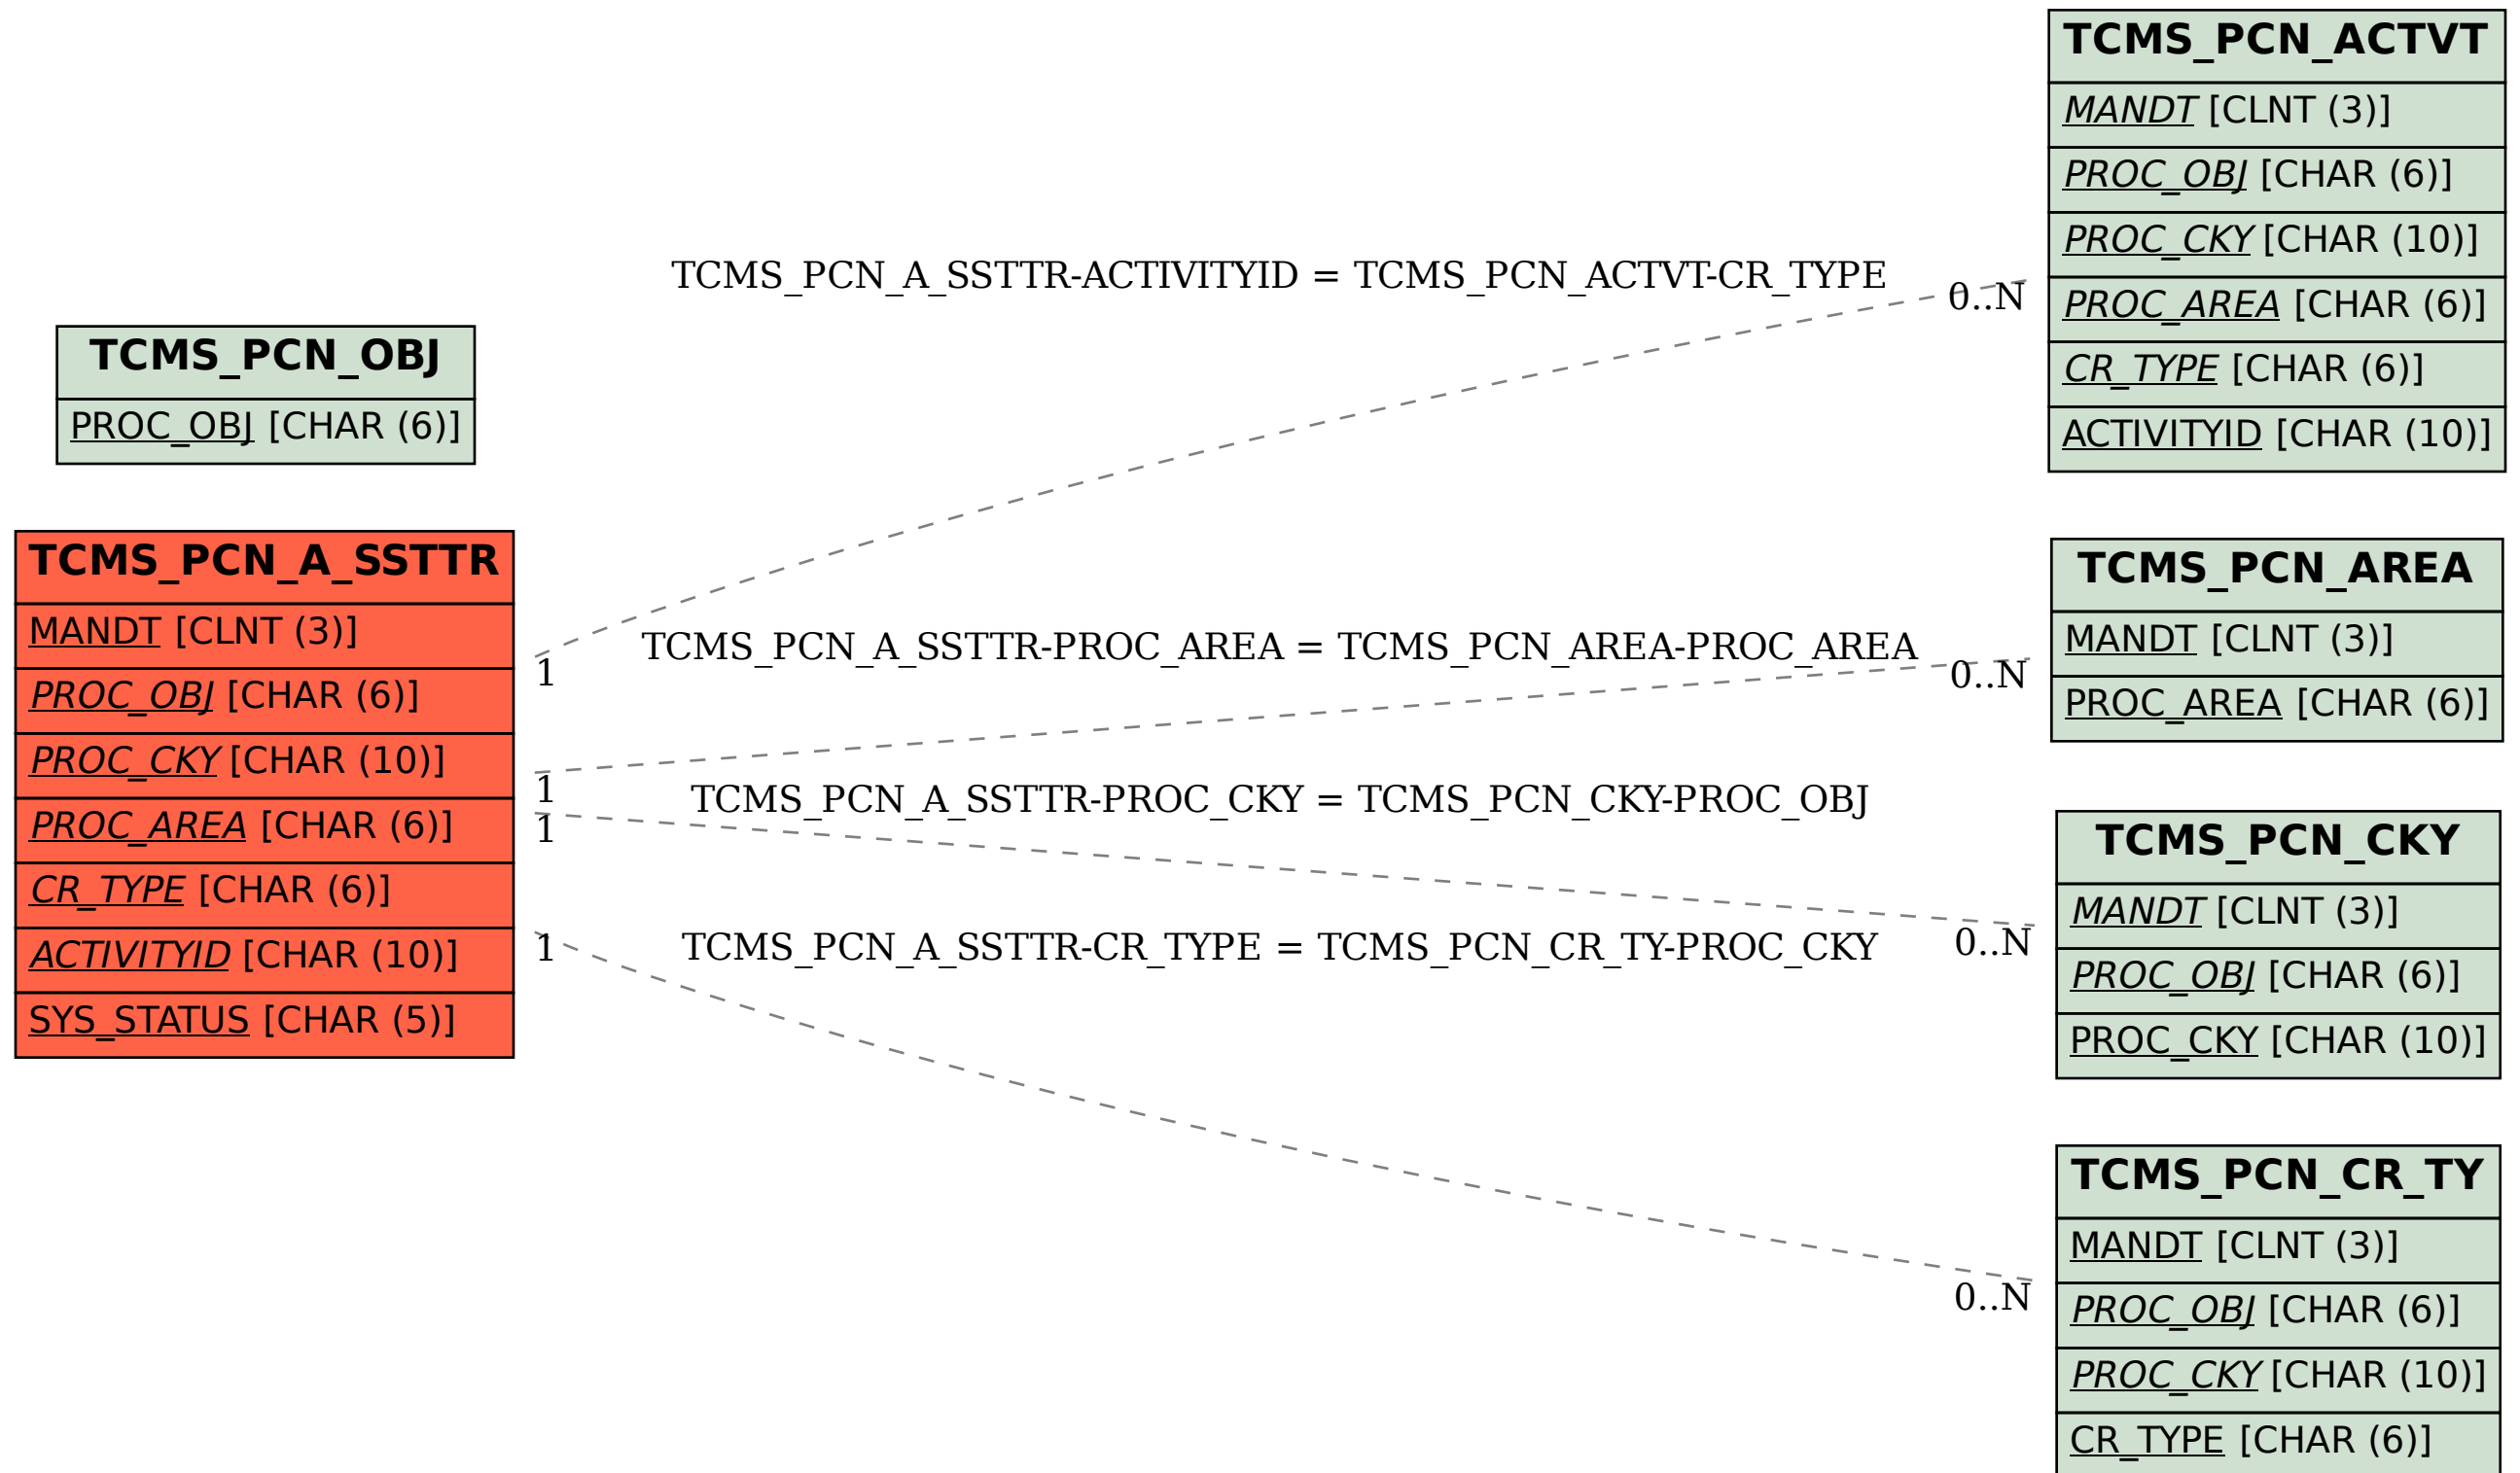 TCMS_PCN_OBJ
PROC_OBJ [CHAR (6)]
TCMS_PCN_A_SSTTR
MANDT [CLNT (3)]
PROC_OBJ [CHAR (6)]
PROC_CKY [CHAR (10)]
PROC_AREA [CHAR (6)]
CR_TYPE [CHAR (6)]
ACTIVITYID [CHAR (10)]
SYS_STATUS [CHAR (5)]
TCMS_PCN_A_SSTTR-ACTIVITYID = TCMS_PCN_ACTVT-CR_TYPE
0..N
1
TCMS_PCN_A_SSTTR-PROC_AREA = TCMS_PCN_AREA-PROC_AREA
0..N
1
TCMS_PCN_A_SSTTR-PROC_CKY = TCMS_PCN_CKY-PROC_OBJ
1
0..N
TCMS_PCN_A_SSTTR-CR_TYPE = TCMS_PCN_CR_TY-PROC_CKY
1
0..N
TCMS_PCN_ACTVT
MANDT [CLNT (3)]
PROC_OBJ [CHAR (6)]
PROC_CKY [CHAR (10)]
PROC_AREA [CHAR (6)]
CR_TYPE [CHAR (6)]
ACTIVITYID [CHAR (10)]
TCMS_PCN_AREA
MANDT [CLNT (3)]
PROC_AREA [CHAR (6)]
TCMS_PCN_CKY
MANDT [CLNT (3)]
PROC_OBJ [CHAR (6)]
PROC_CKY [CHAR (10)]
TCMS_PCN_CR_TY
MANDT [CLNT (3)]
PROC_OBJ [CHAR (6)]
PROC_CKY [CHAR (10)]
CR_TYPE [CHAR (6)]